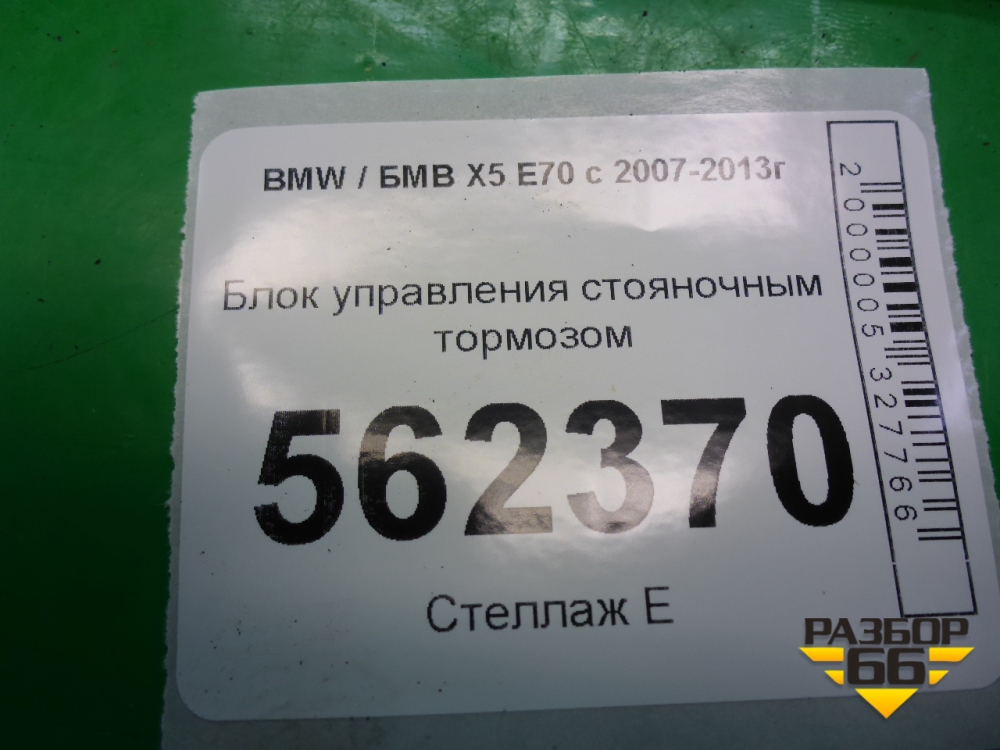 BMW / БМВ X5 E70 с 2007-2013г
Блок управления стояночным
тормозом
562370
Стеллаж Е
2000005327766
РАЗБОР
66